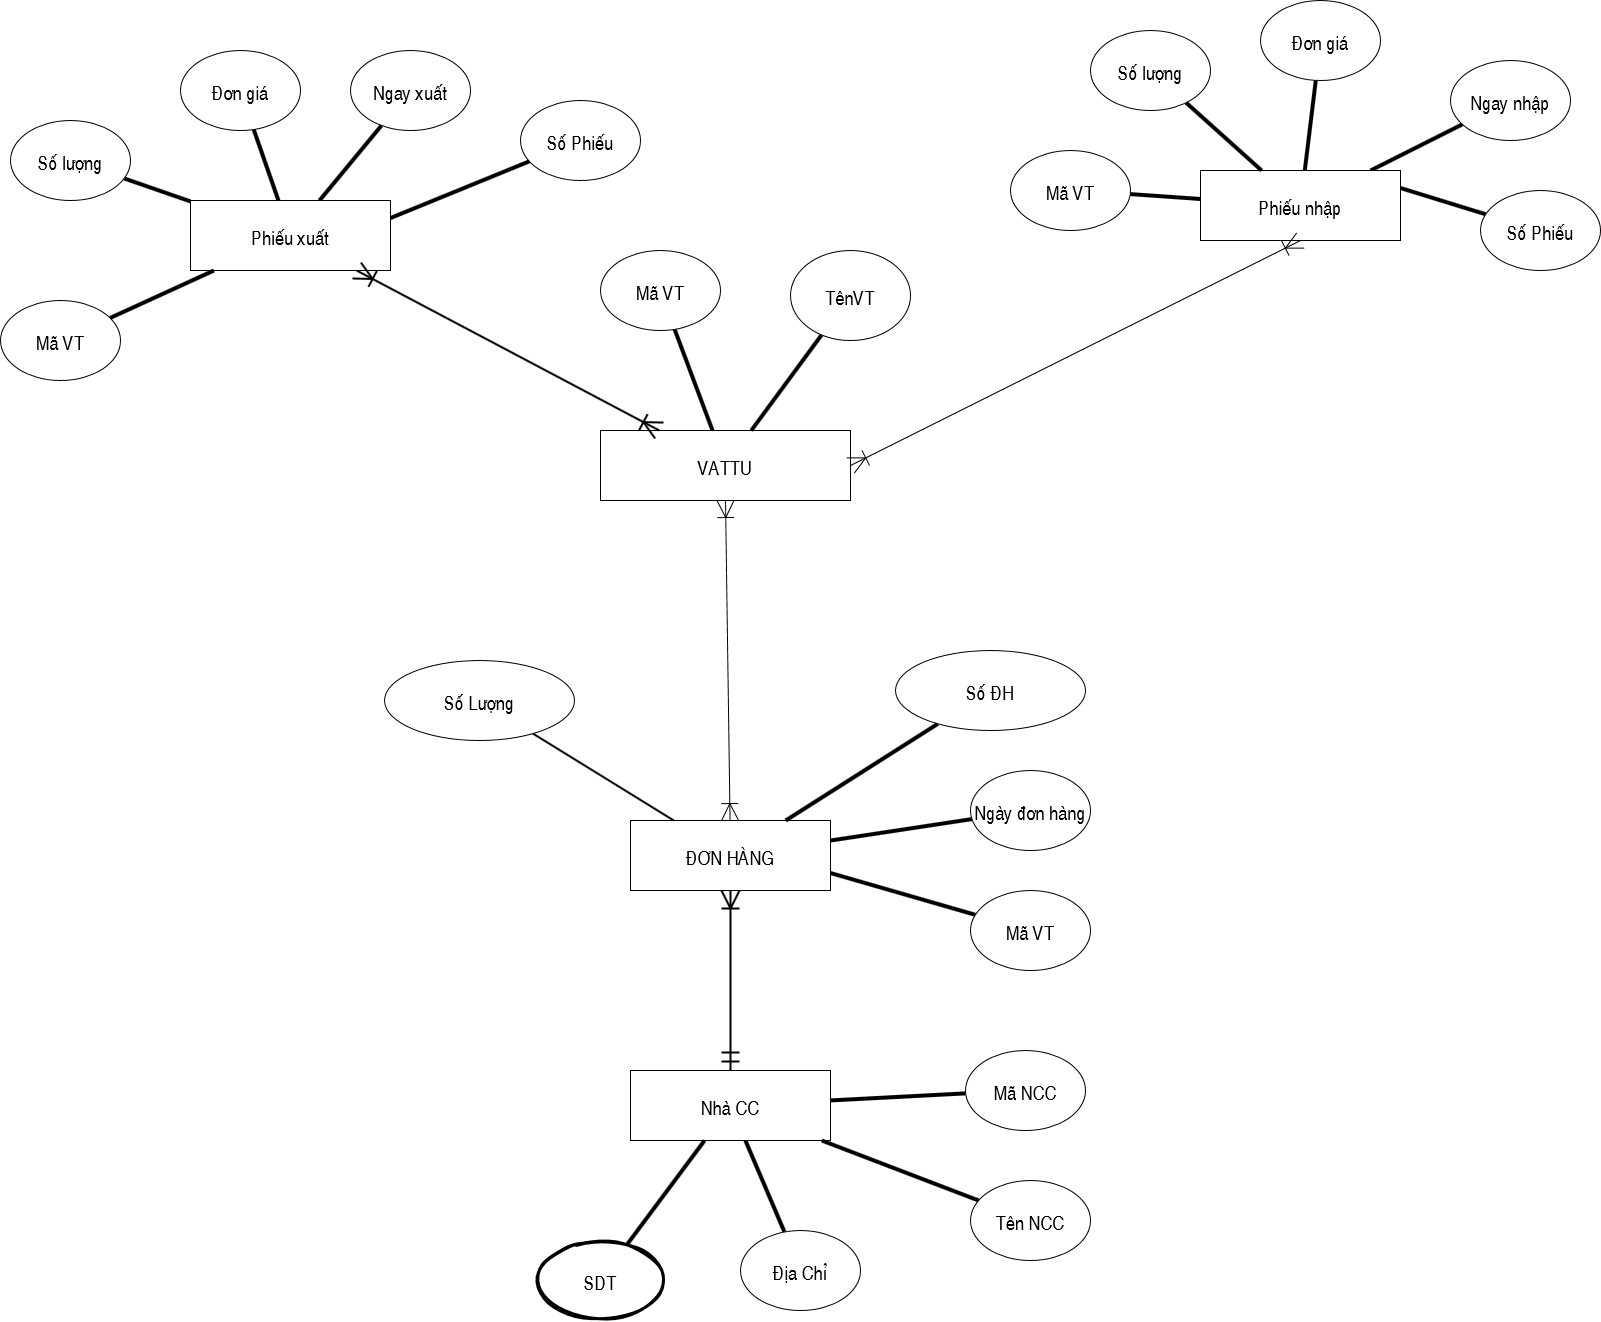 Đơn giá
Số lượng
Đơn giá
Ngay xuất
Ngay nhập
Số Phiếu
Số lượng
Mã VT
Phiếu nhập
Số Phiếu
Phiếu xuất
Mã VT
TênVT
Mã VT
VATTU
Số Lượng
Số ĐH
Ngày đơn hàng
ĐƠN HÀNG
Mã VT
Mã NCC
Nhà CC
Tên NCC
SDT
Địa Chỉ